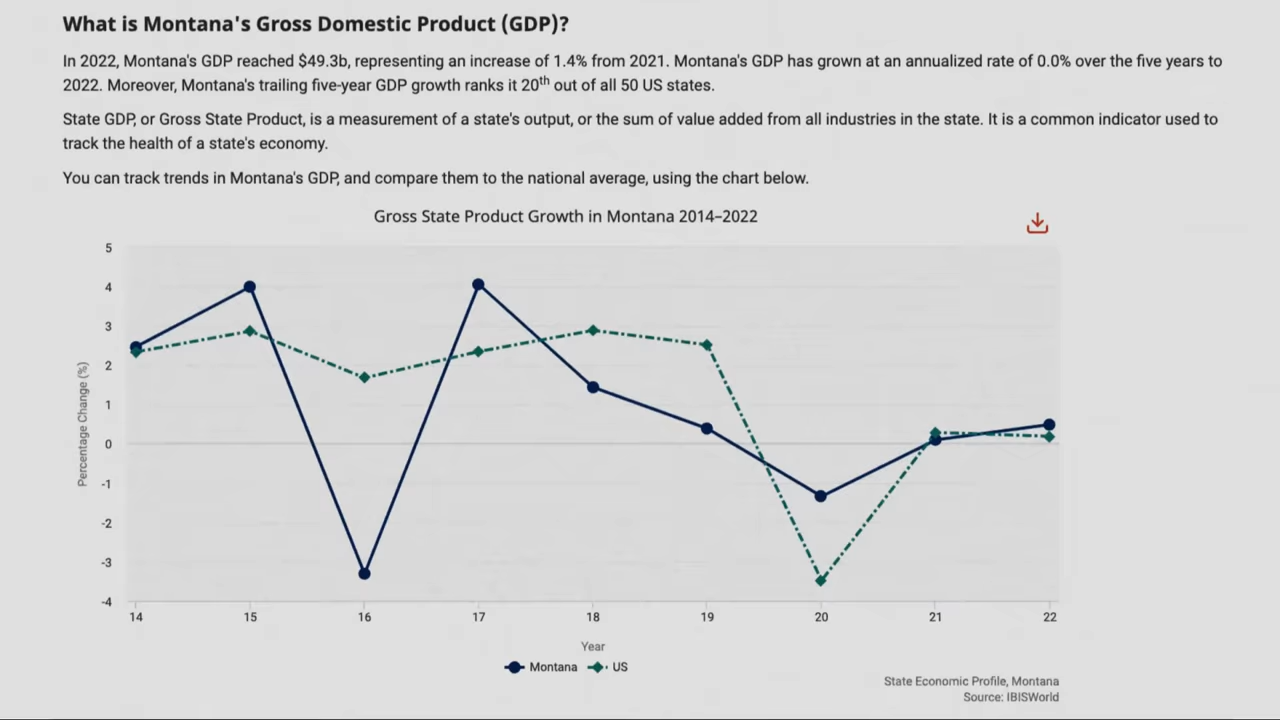 What is Montana's Gross Domestic Product (GDP)?
In 2022, Montana's GDP reached $49.3b, representing an increase of 1.4% from 2021. Montana's GDP has grown at an annualized rate of 0.0% over the five years to
2022. Moreover, Montana's trailing five-year GDP growth ranks it 20th out of all 50 US states.
State GDP, or Gross State Product, is a measurement of a state's output, or the sum of value added from all industries in the state. It is a common indicator used to
track the health of a state's economy.
You can track trends in Montana's GDP, and compare them to the national average, using the chart below.
Gross State Product Growth in Montana 2014–2022
Percentage Change (%)
5
4
3
2
1
0
-1
-2
-3
-4
14 15 16 17 18 19 20 21 22
Year
Montana US
State Economic Profile, Montana
Source: IBISWorld